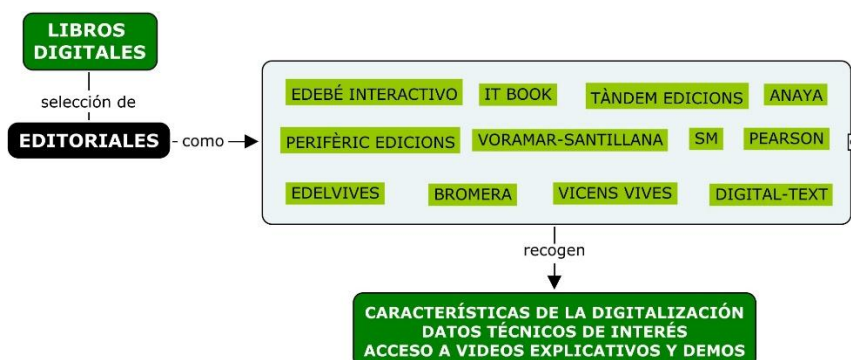 LIBROS
DIGITALES
selección de
EDITORIALES
como
EDEBÉ INTERACTIVO IT BOOK TÀNDEM EDICIONS ANAYA
PERIFÈRIC EDICIONS VORAMAR-SANTILLANA SM PEARSON
EDELVIVES BROMERA VICENS VIVES DIGITAL-TEXT
recogen
CARACTERÍSTICAS DE LA DIGITALIZACIÓN
DATOS TÉCNICOS DE INTERÉS
ACCESO A VIDEOS EXPLICATIVOS Y DEMOS